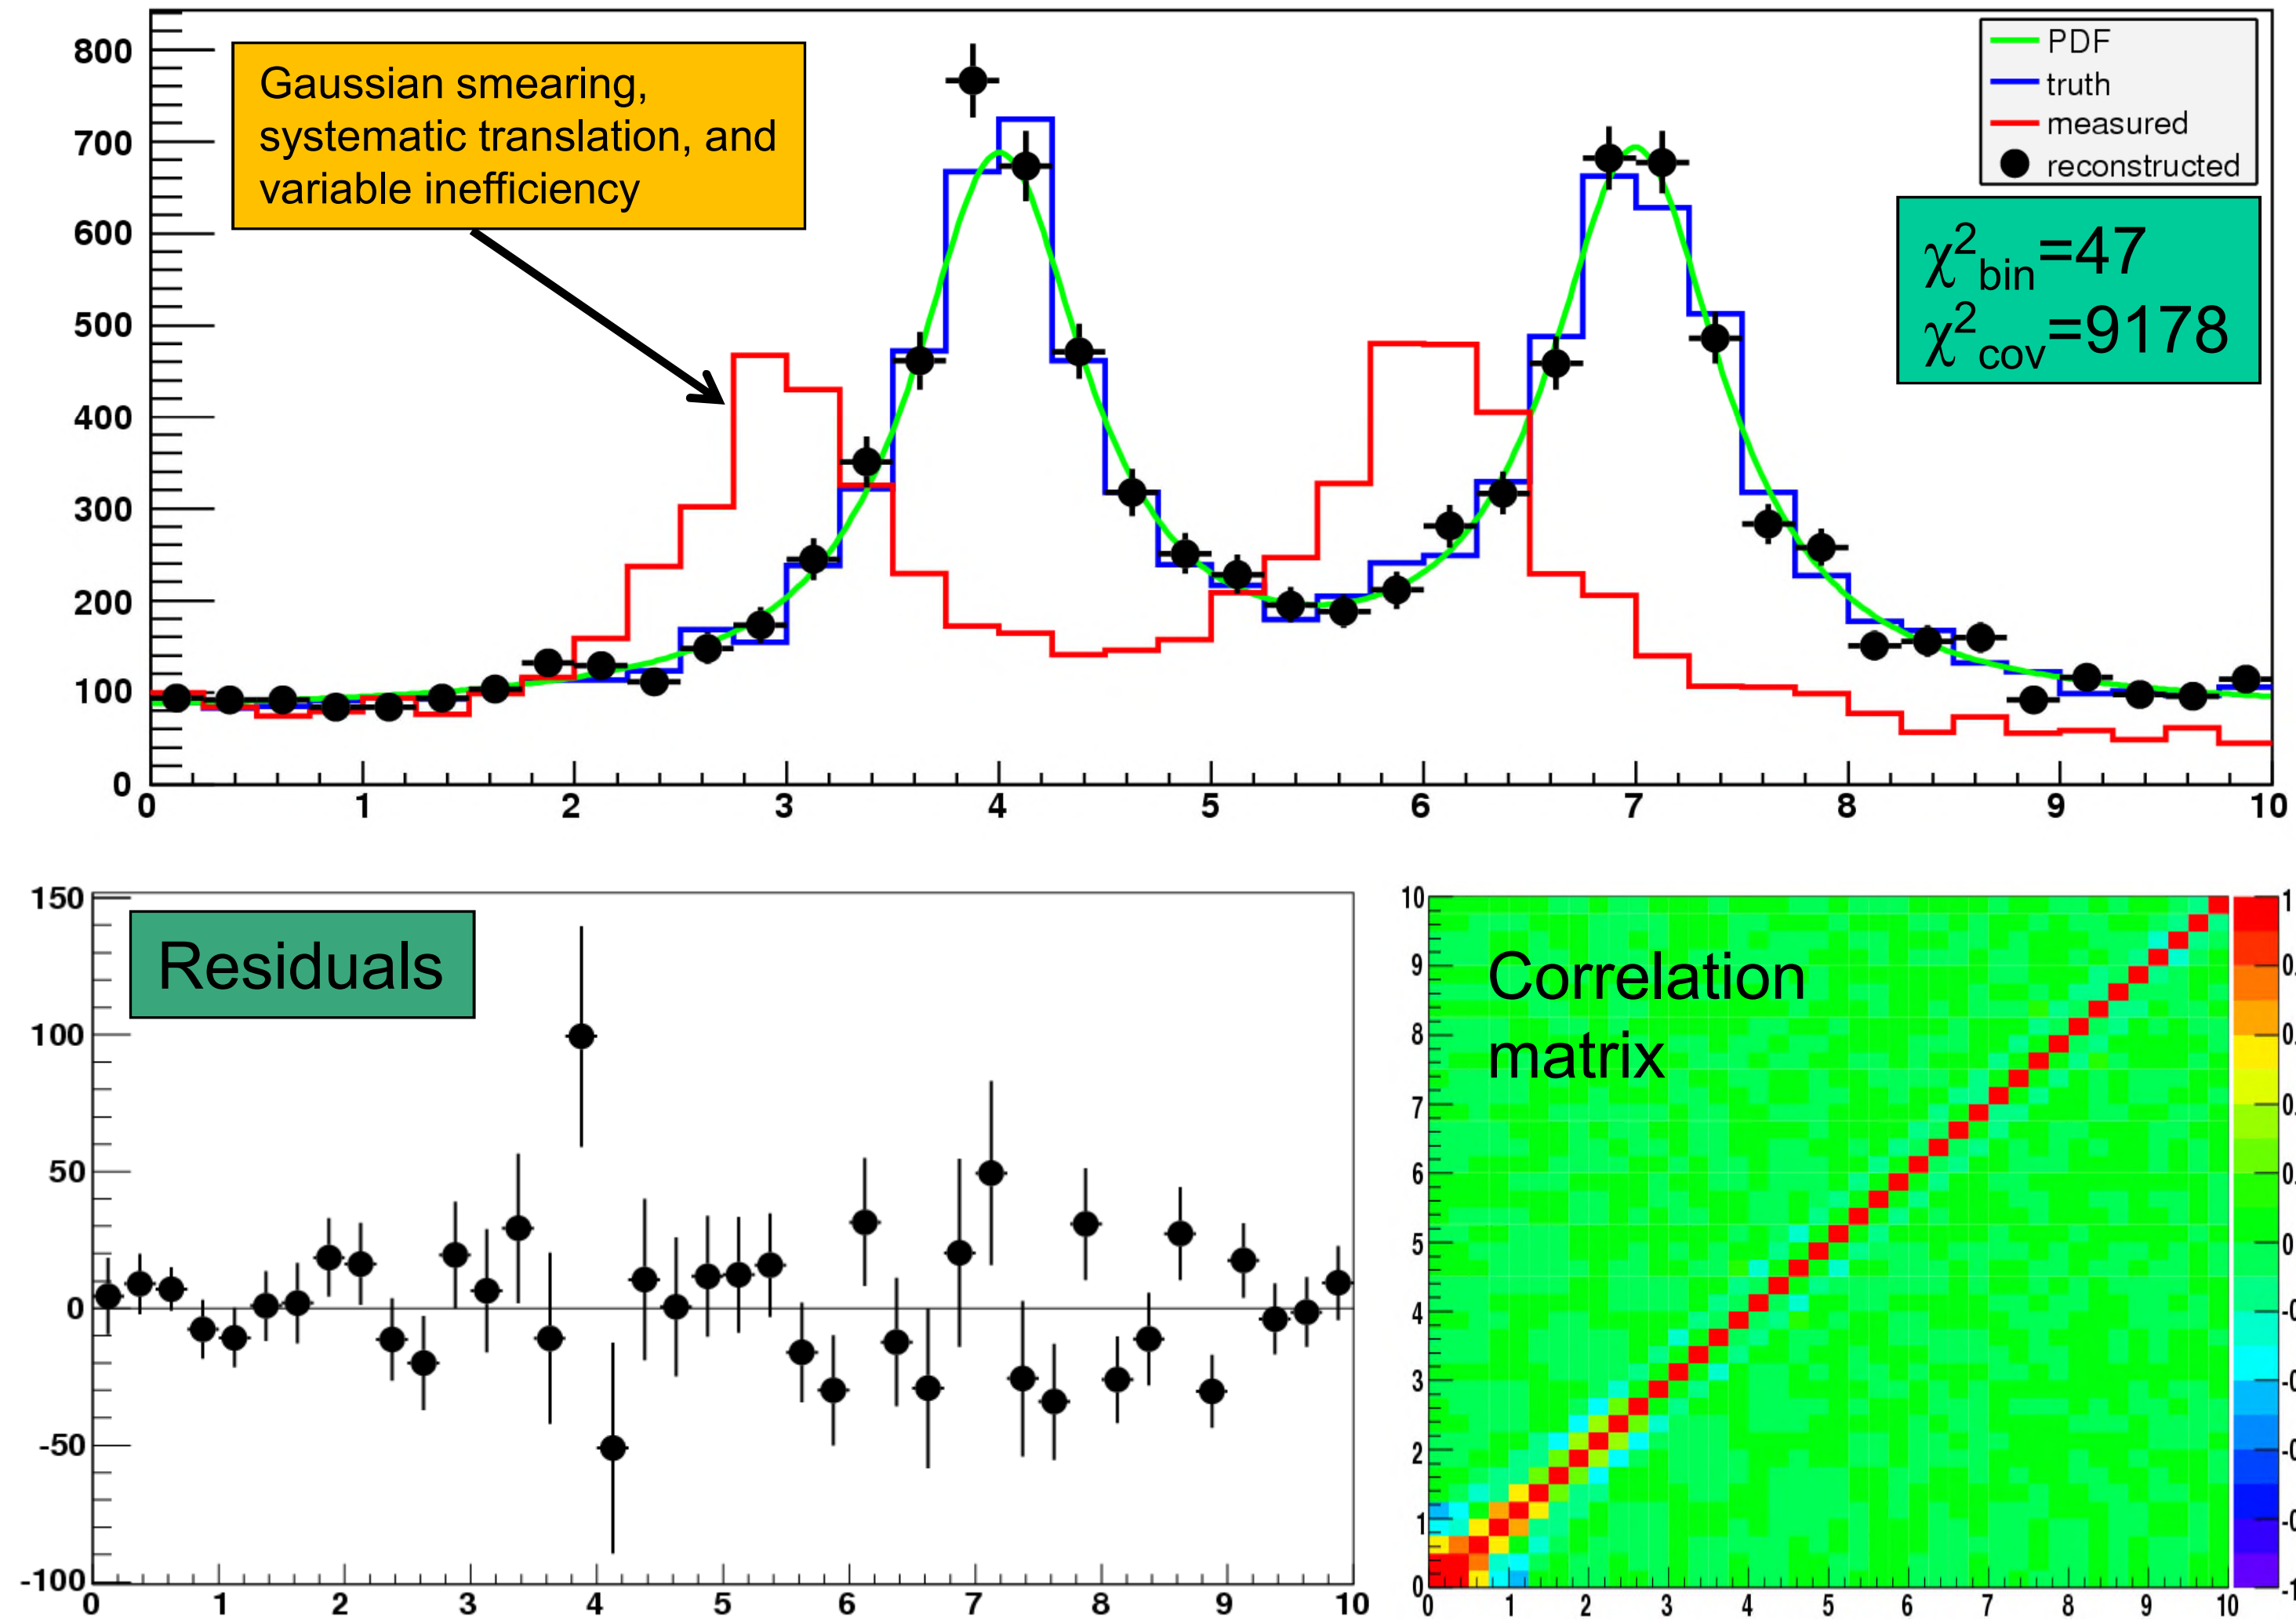 800
700
600
500
400
300
200
100
0
Gaussian smearing,
systematic translation, and
variable inefficiency
PDF
truth
measured
reconstructed
χ²bin=47
χ²cov=9178
0 1 2 3 4 5 6 7 8 9 10
150
100
50
0
-50
-100
Residuals
0 1 2 3 4 5 6 7 8 9 10
10
9
8
7
6
5
4
3
2
1
0
Correlation
matrix
0 1 2 3 4 5 6 7 8 9 10
1
0